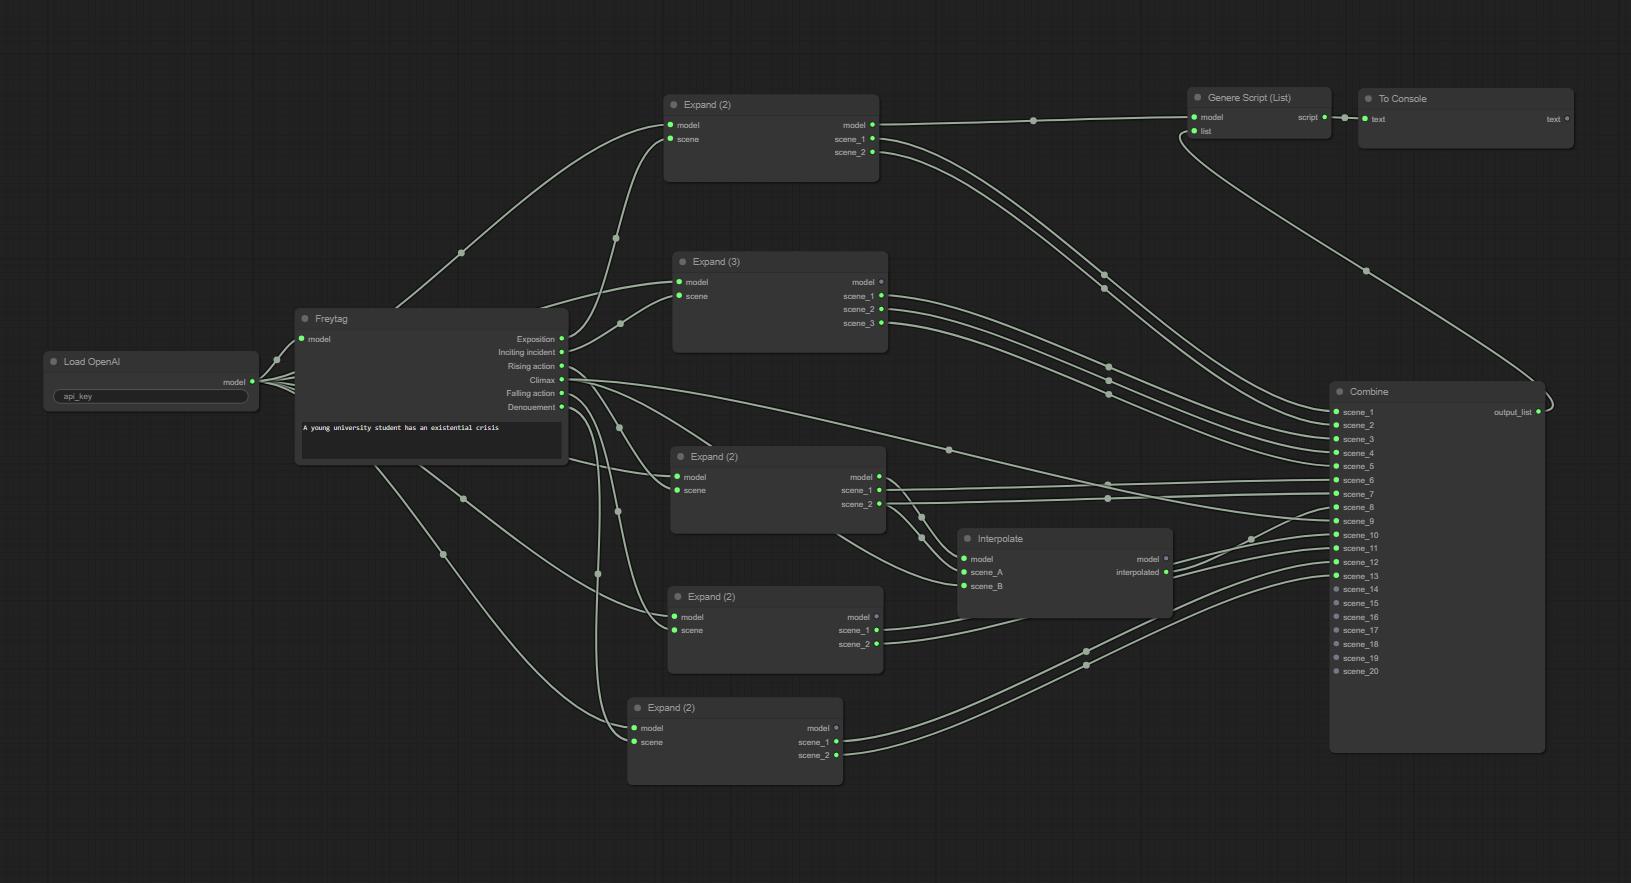 Load OpenAI
model
api_key
Freytag
model
Exposition
Inciting incident
Rising action
Climax
Falling action
Denouement
A young university student has an existential crisis
Expand (2)
model
scene
model
scene_1
scene_2
Expand (3)
model
scene
model
scene_1
scene_2
scene_3
Expand (2)
model
scene
model
scene_1
scene_2
Expand (2)
model
scene
model
scene_1
scene_2
Expand (2)
model
scene
model
scene_1
scene_2
Interpolate
model
scene_A
scene_B
model
interpolated
Genere Script (List)
model
list
script
To Console
text
text
Combine
scene_1
scene_2
scene_3
scene_4
scene_5
scene_6
scene_7
scene_8
scene_9
scene_10
scene_11
scene_12
scene_13
scene_14
scene_15
scene_16
scene_17
scene_18
scene_19
scene_20
output_list